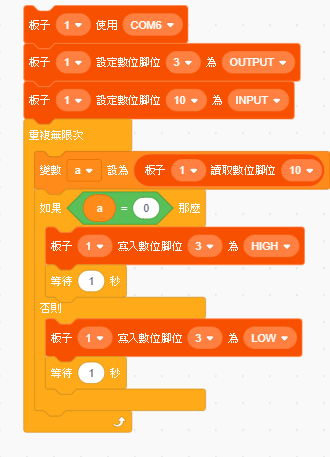 板子 1 使用 COM6
板子 1 設定數位腳位 3 為 OUTPUT
板子 1 設定數位腳位 10 為 INPUT
重複無限次
變數 a 設為 板子 1 讀取數位腳位 10
如果 a = 0 那麼
板子 1 寫入數位腳位 3 為 HIGH
等待 1 秒
否則
板子 1 寫入數位腳位 3 為 LOW
等待 1 秒